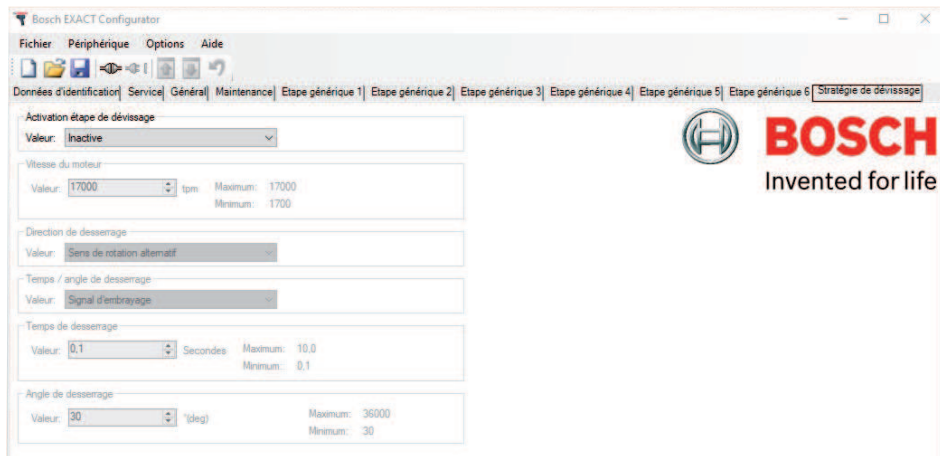 Bosch EXACT Configurator
Fichier Périphérique Options Aide
Données d'identification Service Général Maintenance Etape générique 1 Etape générique 2 Etape générique 3 Etape générique 4 Etape générique 5 Etape générique 6 Stratégie de dévissage
Activation étape de dévissage
Valeur: Inactive
BOSCH
Invented for life
Vitesse du moteur
Valeur: 17000 tpm Maximum: 17000
Minimum: 1700
Direction de desserrage
Valeur: Sens de rotation alternatif
Temps / angle de desserrage
Valeur: Signal d'embrayage
Temps de desserrage
Valeur: 0,1 Secondes Maximum: 10,0
Minimum: 0,1
Angle de desserrage
Valeur: 30 °(deg) Maximum: 36000
Minimum: 30